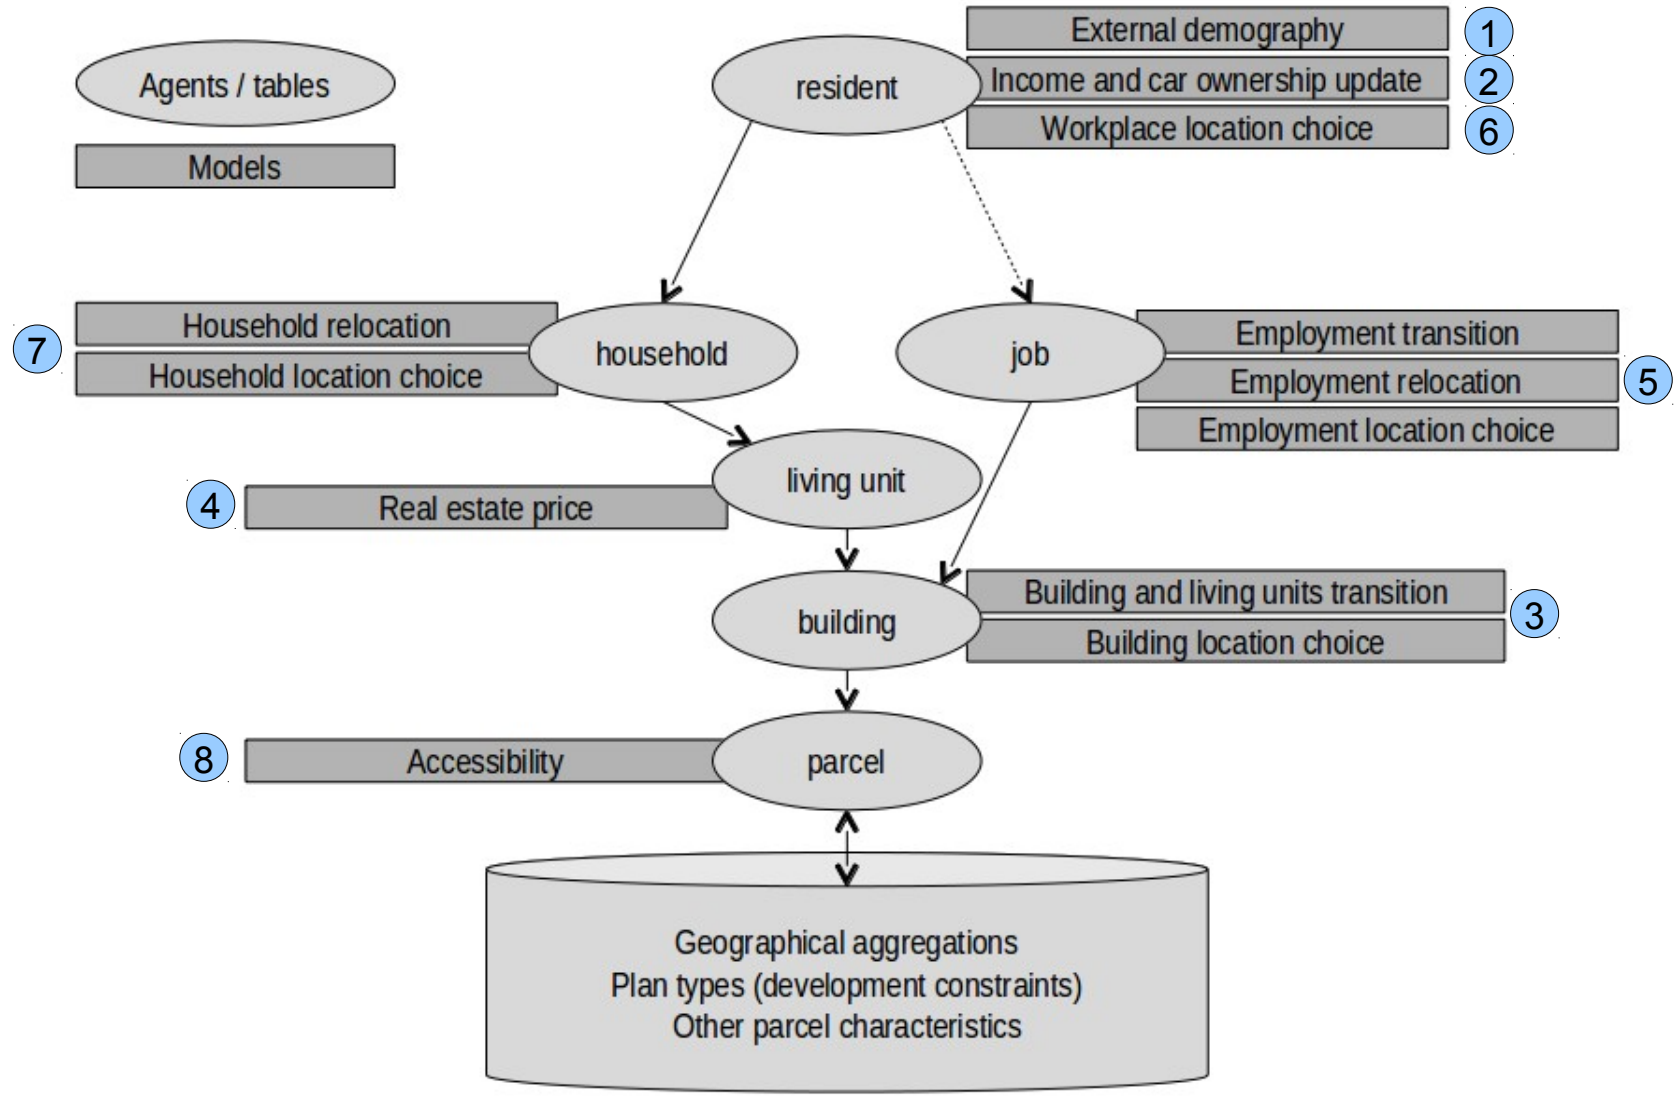 External demography
1
Agents / tables
resident
Income and car ownership update
2
Workplace location choice
6
Models
Household relocation
7
Household location choice
household
job
Employment transition
Employment relocation
5
Employment location choice
living unit
4
Real estate price
Building and living units transition
building
3
Building location choice
8
Accessibility
parcel
Geographical aggregations
Plan types (development constraints)
Other parcel characteristics